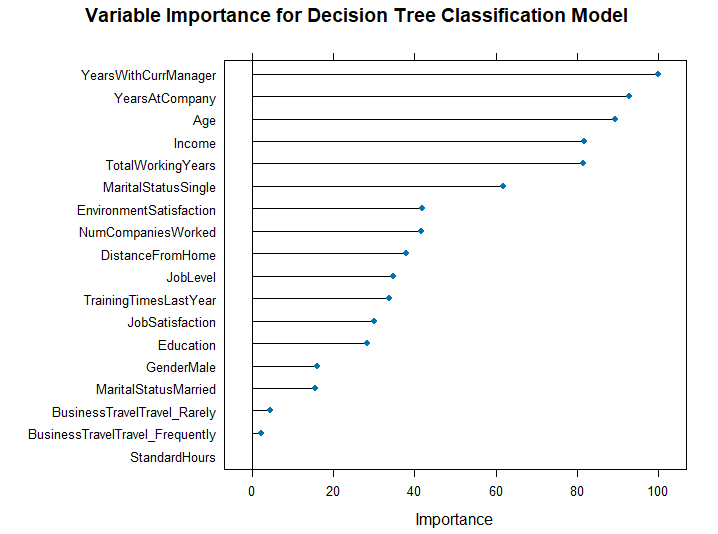 Variable Importance for Decision Tree Classification Model
YearsWithCurrManager
YearsAtCompany
Age
Income
TotalWorkingYears
MaritalStatusSingle
EnvironmentSatisfaction
NumCompaniesWorked
DistanceFromHome
JobLevel
TrainingTimesLastYear
JobSatisfaction
Education
GenderMale
MaritalStatusMarried
BusinessTravelTravel_Rarely
BusinessTravelTravel_Frequently
StandardHours
0 20 40 60 80 100
Importance